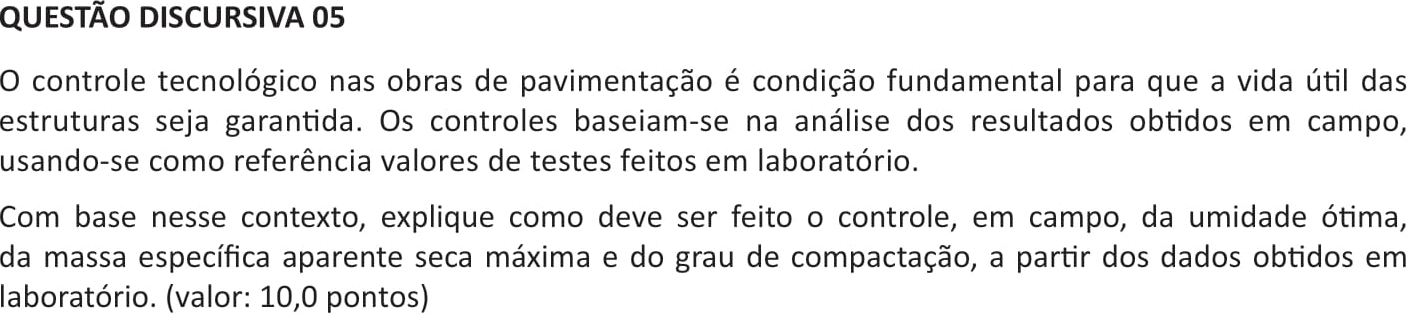 QUESTÃO DISCURSIVA 05
O controle tecnológico nas obras de pavimentação é condição fundamental para que a vida útil das
estruturas seja garantida. Os controles baseiam-se na análise dos resultados obtidos em campo,
usando-se como referência valores de testes feitos em laboratório.
Com base nesse contexto, explique como deve ser feito o controle, em campo, da umidade ótima,
da massa específica aparente seca máxima e do grau de compactação, a partir dos dados obtidos em
laboratório. (valor: 10,0 pontos)